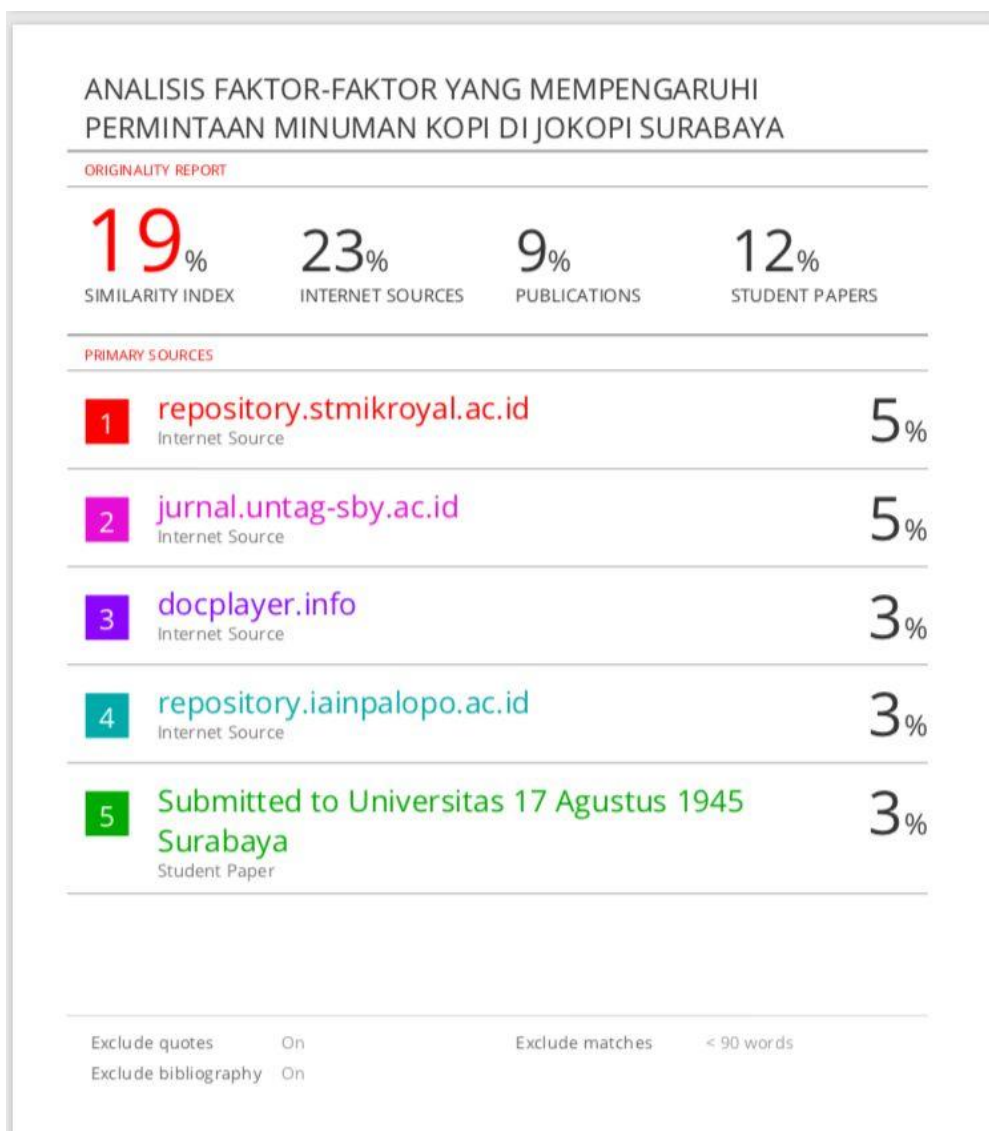 ANALISIS FAKTOR-FAKTOR YANG MEMPENGARUHI
PERMINTAAN MINUMAN KOPI DI JOKOPI SURABAYA
ORIGINALITY REPORT
19% 23% 9% 12%
SIMILARITY INDEX INTERNET SOURCES PUBLICATIONS STUDENT PAPERS
PRIMARY SOURCES
1 repository.stmikroyal.ac.id 5%
Internet Source
2 jurnal.untag-sby.ac.id 5%
Internet Source
3 docplayer.info 3%
Internet Source
4 repository.iainpalopo.ac.id 3%
Internet Source
5 Submitted to Universitas 17 Agustus 1945 3%
Surabaya
Student Paper
Exclude quotes On Exclude matches < 90 words
Exclude bibliography On